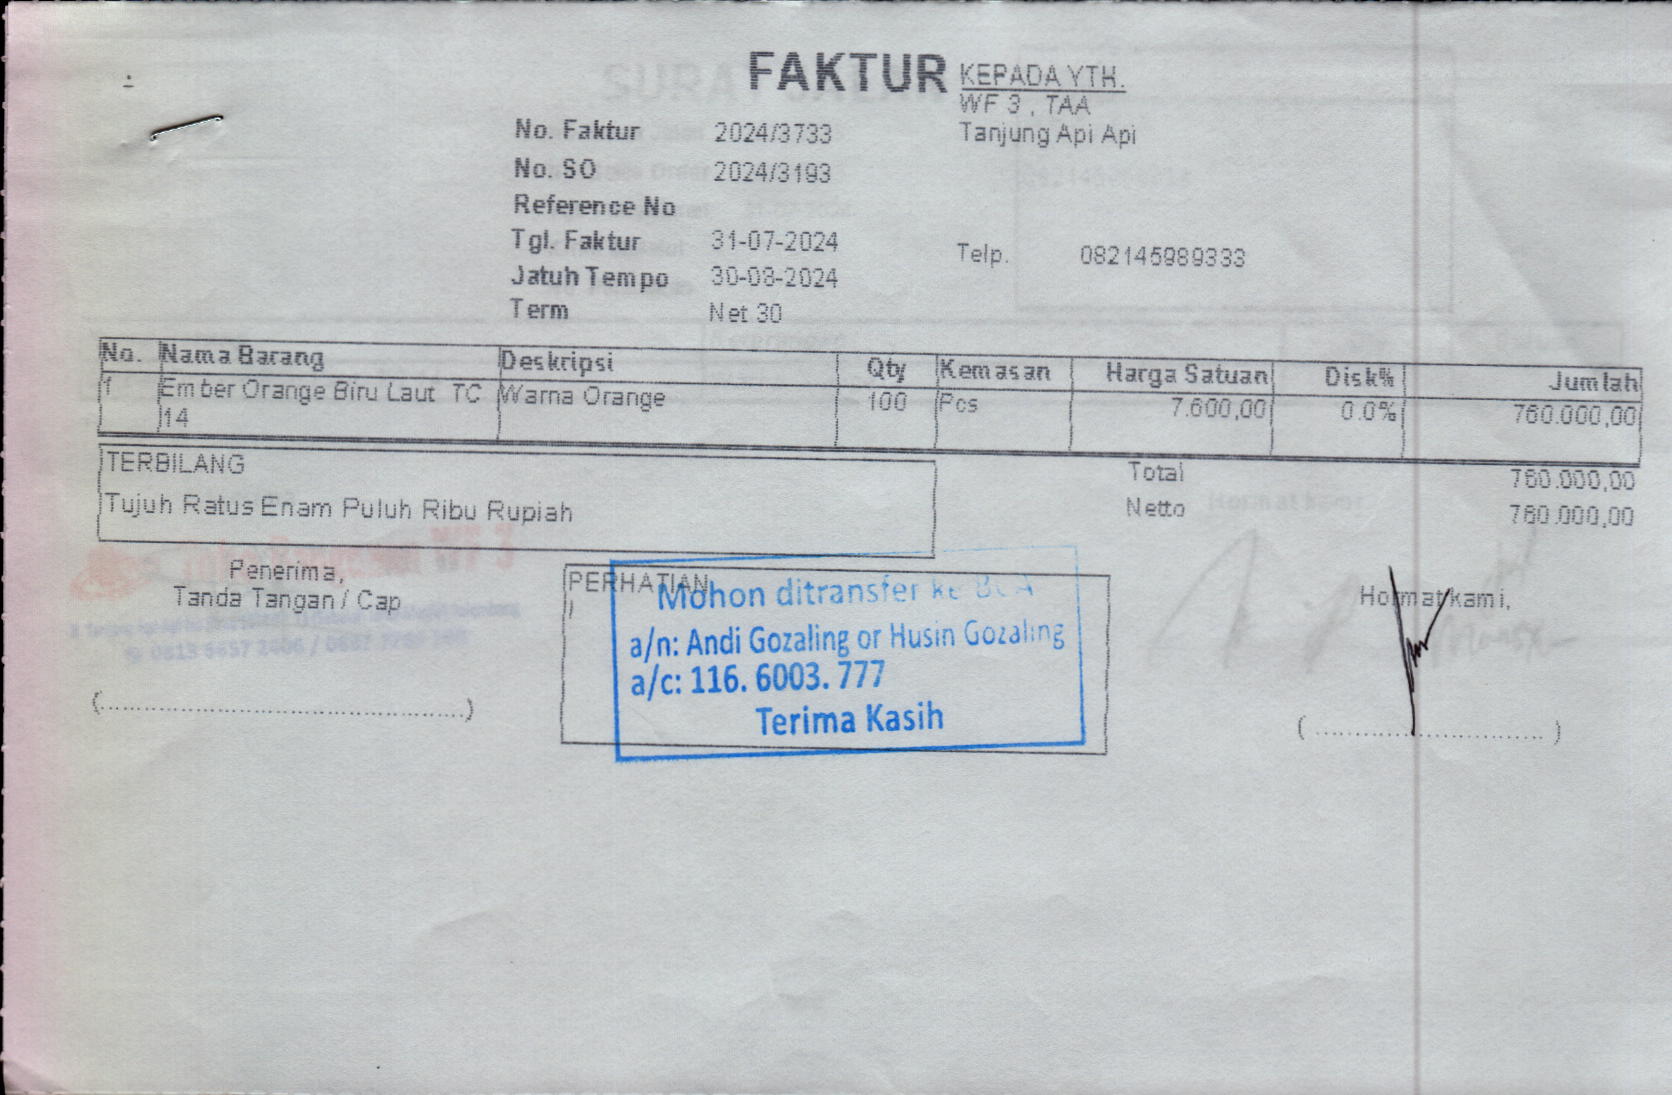 FAKTUR
KEPADA YTH.
WF 3 , TAA
Tanjung Api Api
No. Faktur 2024/3733
No. SO 2024/3193
Reference No
Tgl. Faktur 31-07-2024
Telp. 082145989333
Jatuh Tempo 30-08-2024
Term Net 30
No. Nama Barang Deskripsi Qty Kemasan Harga Satuan Disk% Jumlah
1 Ember Orange Biru Laut TC Warna Orange 100 Pcs 7.600,00 0.0% 760.000,00
14
TERBILANG
Total 760.000,00
Tujuh Ratus Enam Puluh Ribu Rupiah
Netto 760.000,00
Penerima,
Tanda Tangan / Cap
(..............................................)
PERHATIAN
Mohon ditransfer ke BCA
a/n: Andi Gozaling or Husin Gozaling
a/c: 116. 6003. 777
Terima Kasih
Hormat kami,
(..............................)